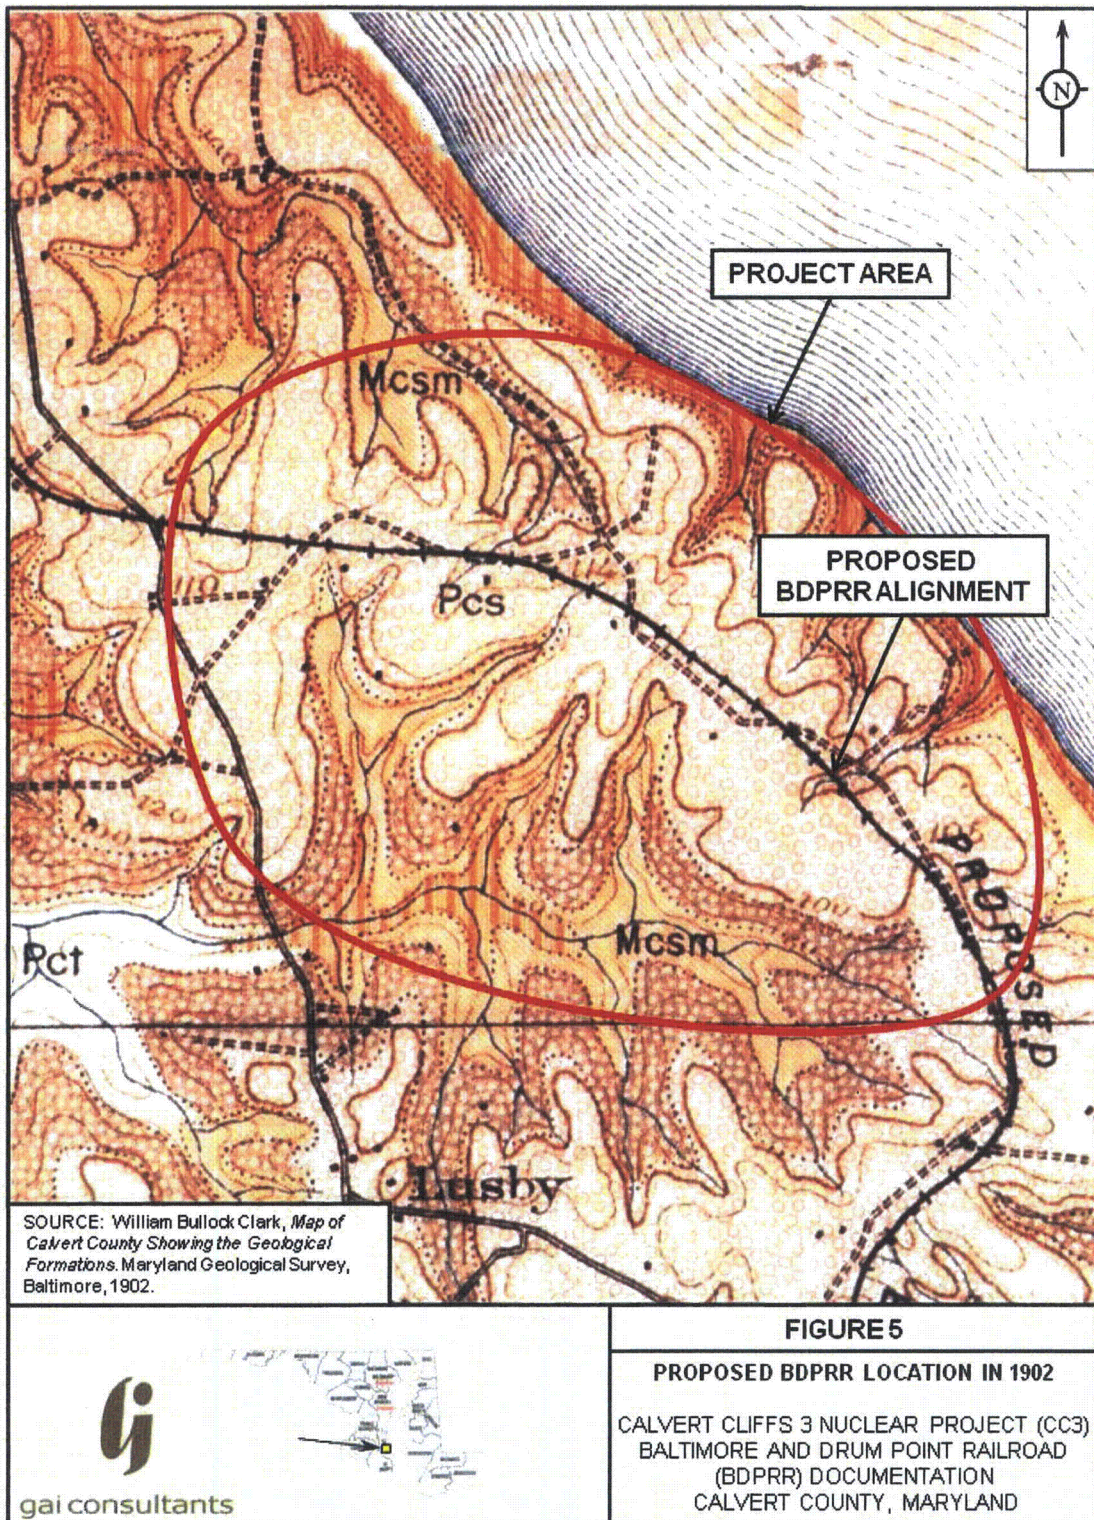 N
PROJECT AREA
Mcsm
PROPOSED
BDPRR ALIGNMENT
110
Pcs
PROPOSED
100
Mcsm
Pct
Lusby
SOURCE: William Bullock Clark, Map of
Calvert County Showing the Geological
Formations. Maryland Geological Survey,
Baltimore, 1902.
FIGURE 5
PROPOSED BDPRR LOCATION IN 1902
CALVERT CLIFFS 3 NUCLEAR PROJECT (CC3)
BALTIMORE AND DRUM POINT RAILROAD
(BDPRR) DOCUMENTATION
CALVERT COUNTY, MARYLAND
gai consultants